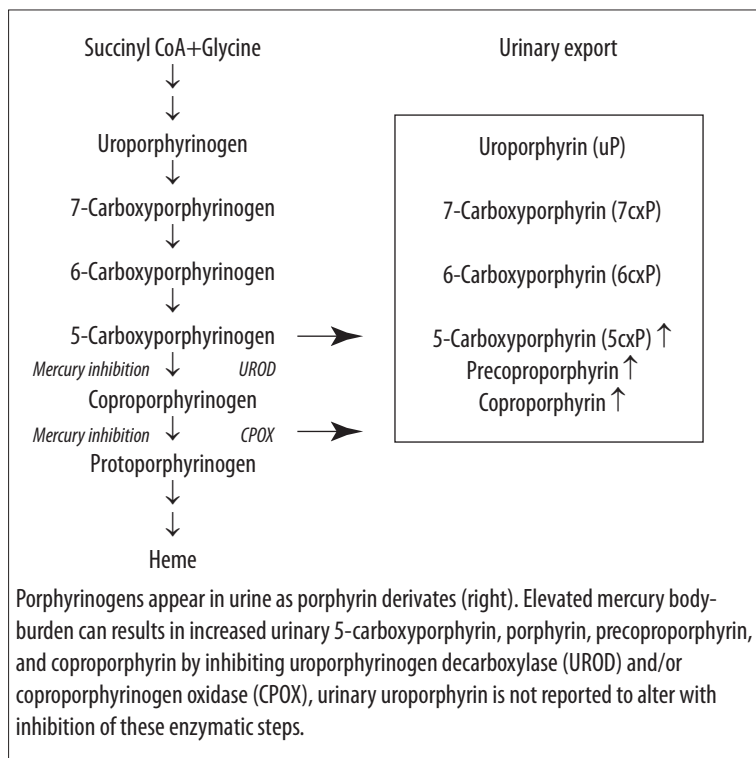 Succinyl CoA+Glycine
Urinary export
Uroporphyrinogen
Uroporphyrin (uP)
7-Carboxyporphyrinogen
7-Carboxyporphyrin (7cxP)
6-Carboxyporphyrinogen
6-Carboxyporphyrin (6cxP)
5-Carboxyporphyrinogen
5-Carboxyporphyrin (5cxP) ↑
Mercury inhibition UROD
Precoproporphyrin ↑
Coproporphyrinogen
Coproporphyrin ↑
Mercury inhibition CPOX
Protoporphyrinogen
Heme
Porphyrinogens appear in urine as porphyrin derivates (right). Elevated mercury body-
burden can results in increased urinary 5-carboxyporphyrin, porphyrin, precoproporphyrin,
and coproporphyrin by inhibiting uroporphyrinogen decarboxylase (UROD) and/or
coproporphyrinogen oxidase (CPOX), urinary uroporphyrin is not reported to alter with
inhibition of these enzymatic steps.